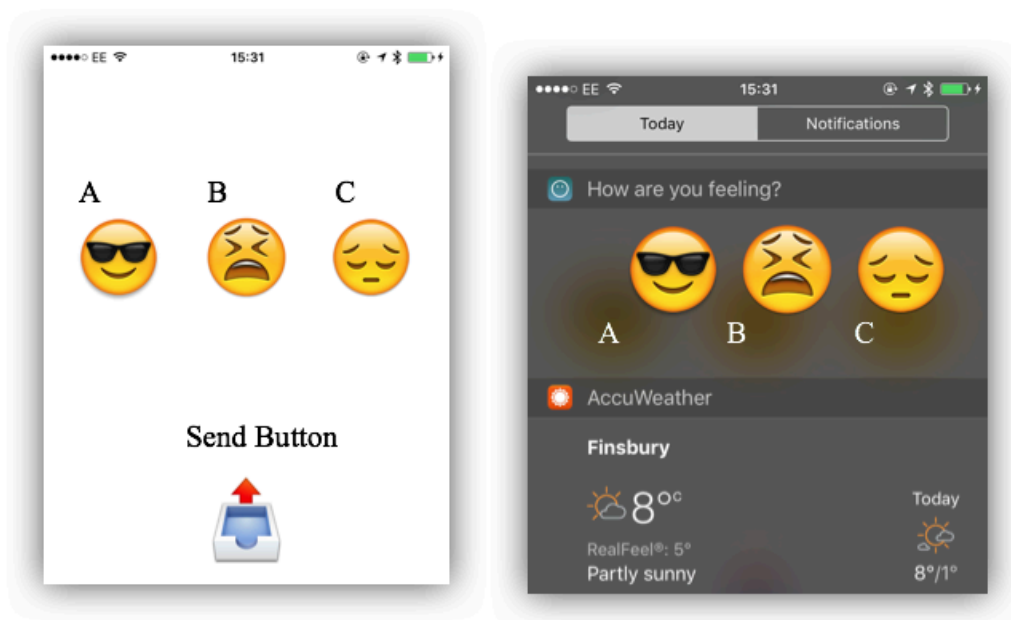 EE 15:31
A B C
Send Button
EE 15:31
Today Notifications
How are you feeling?
A B C
AccuWeather
Finsbury
8°c
Today
RealFeel®: 5°
Partly sunny 8°/1°